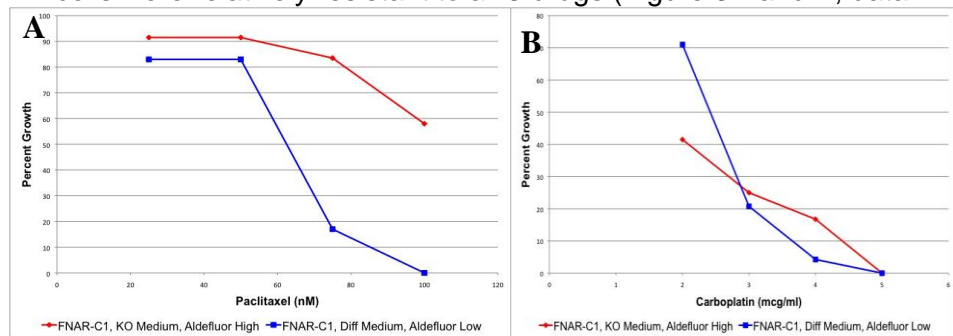 A
100
90
80
70
60
50
40
30
20
10
0
Percent Growth
0 20 40 60 80 100 120
Paclitaxel (nM)
FNAR-C1, KO Medium, Aldefluor High FNAR-C1, Diff Medium, Aldefluor Low
B
80
70
60
50
40
30
20
10
0
Percent Growth
0 1 2 3 4 5 6
Carboplatin (mcg/ml)
FNAR-C1, KO Medium, Aldefluor High FNAR-C1, Diff Medium, Aldefluor Low